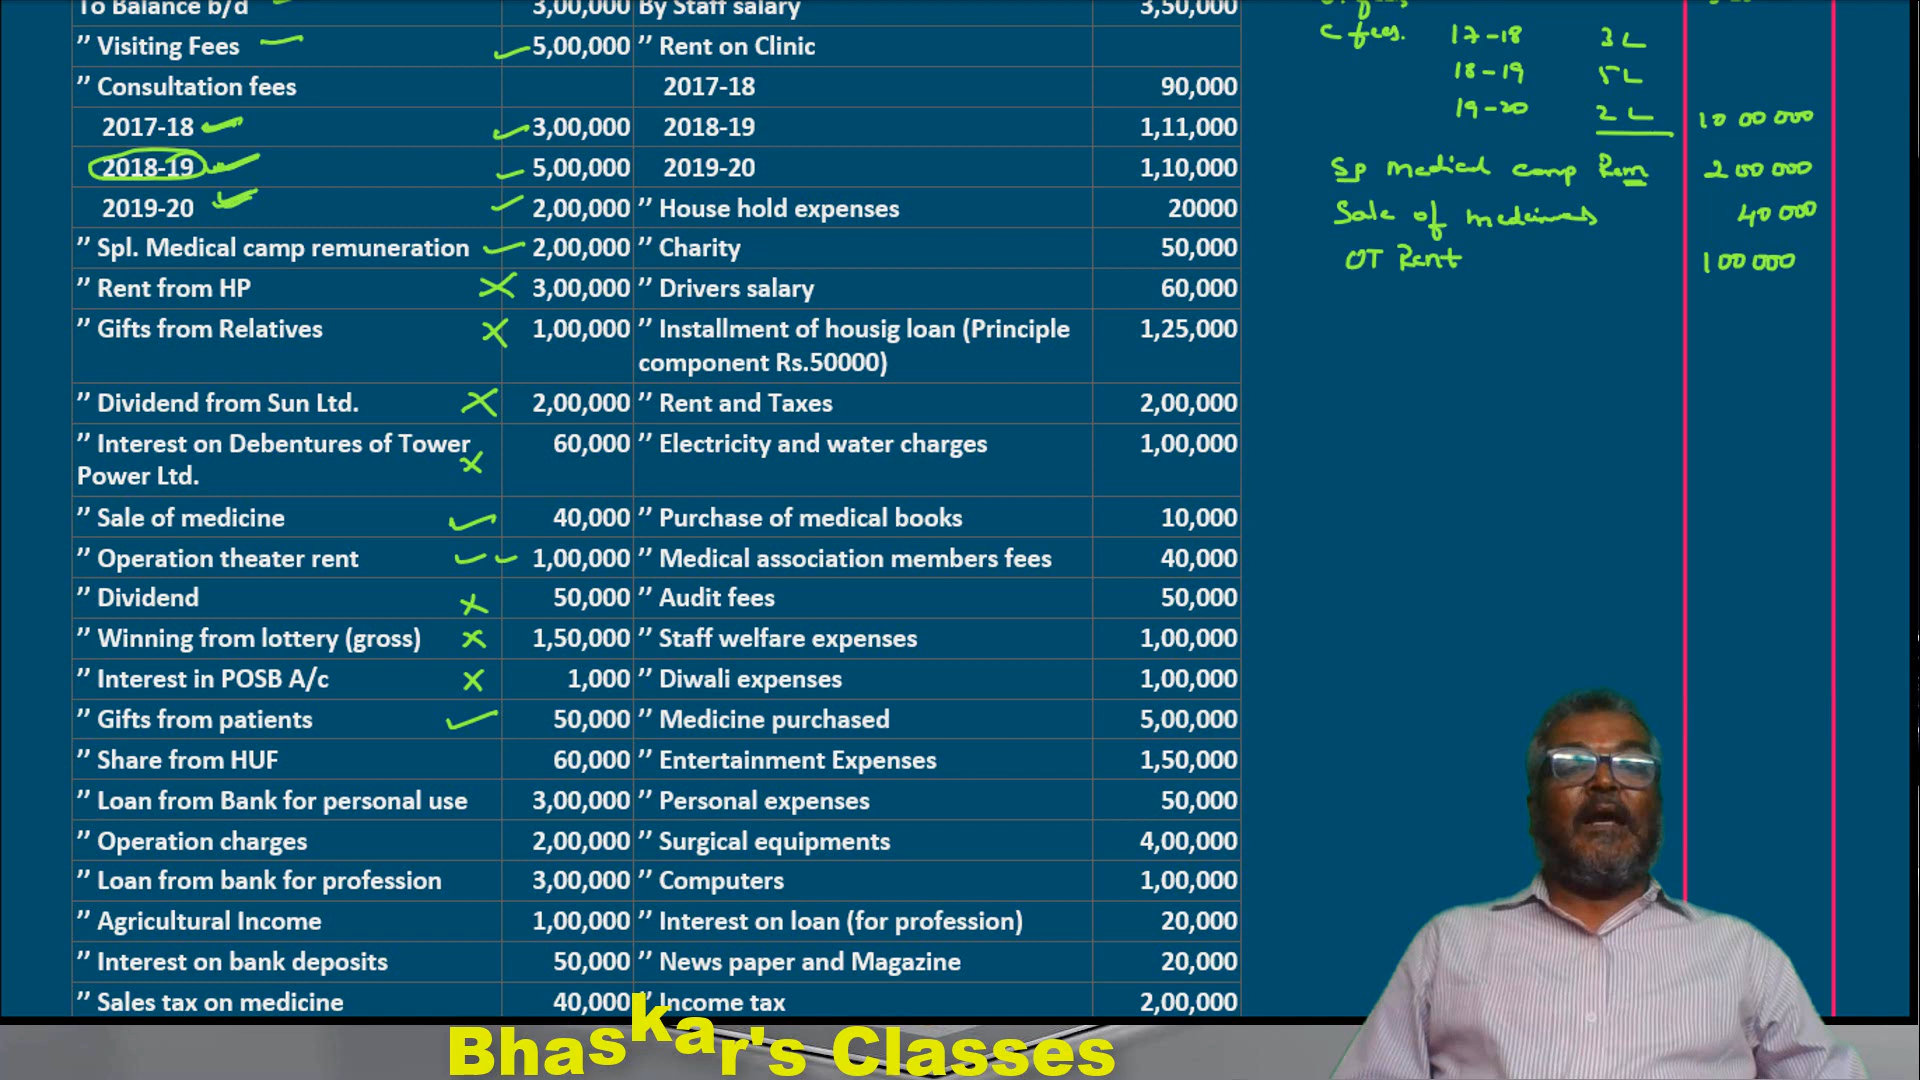 To Balance b/d 3,00,000 By Staff salary 3,50,000
” Visiting Fees 5,00,000 ” Rent on Clinic
” Consultation fees 2017-18 90,000
2017-18 3,00,000 2018-19 1,11,000
2018-19 5,00,000 2019-20 1,10,000
2019-20 2,00,000 ” House hold expenses 20000
” Spl. Medical camp remuneration 2,00,000 ” Charity 50,000
” Rent from HP 3,00,000 ” Drivers salary 60,000
” Gifts from Relatives 1,00,000 ” Installment of housig loan (Principle 1,25,000
component Rs.50000)
” Dividend from Sun Ltd. 2,00,000 ” Rent and Taxes 2,00,000
” Interest on Debentures of Tower 60,000 ” Electricity and water charges 1,00,000
Power Ltd.
” Sale of medicine 40,000 ” Purchase of medical books 10,000
” Operation theater rent 1,00,000 ” Medical association members fees 40,000
” Dividend 50,000 ” Audit fees 50,000
” Winning from lottery (gross) 1,50,000 ” Staff welfare expenses 1,00,000
” Interest in POSB A/c 1,000 ” Diwali expenses 1,00,000
” Gifts from patients 50,000 ” Medicine purchased 5,00,000
” Share from HUF 60,000 ” Entertainment Expenses 1,50,000
” Loan from Bank for personal use 3,00,000 ” Personal expenses 50,000
” Operation charges 2,00,000 ” Surgical equipments 4,00,000
” Loan from bank for profession 3,00,000 ” Computers 1,00,000
” Agricultural Income 1,00,000 ” Interest on loan (for profession) 20,000
” Interest on bank deposits 50,000 ” News paper and Magazine 20,000
” Sales tax on medicine 40,000 ” Income tax 2,00,000
C fees. 17-18 3L
18-19 5L
19-20 2L 10 00 000
Sp medical camp Rem 2 00 000
Sale of 40 000
OT Rent 1 00 000
Bhaskar's Classes